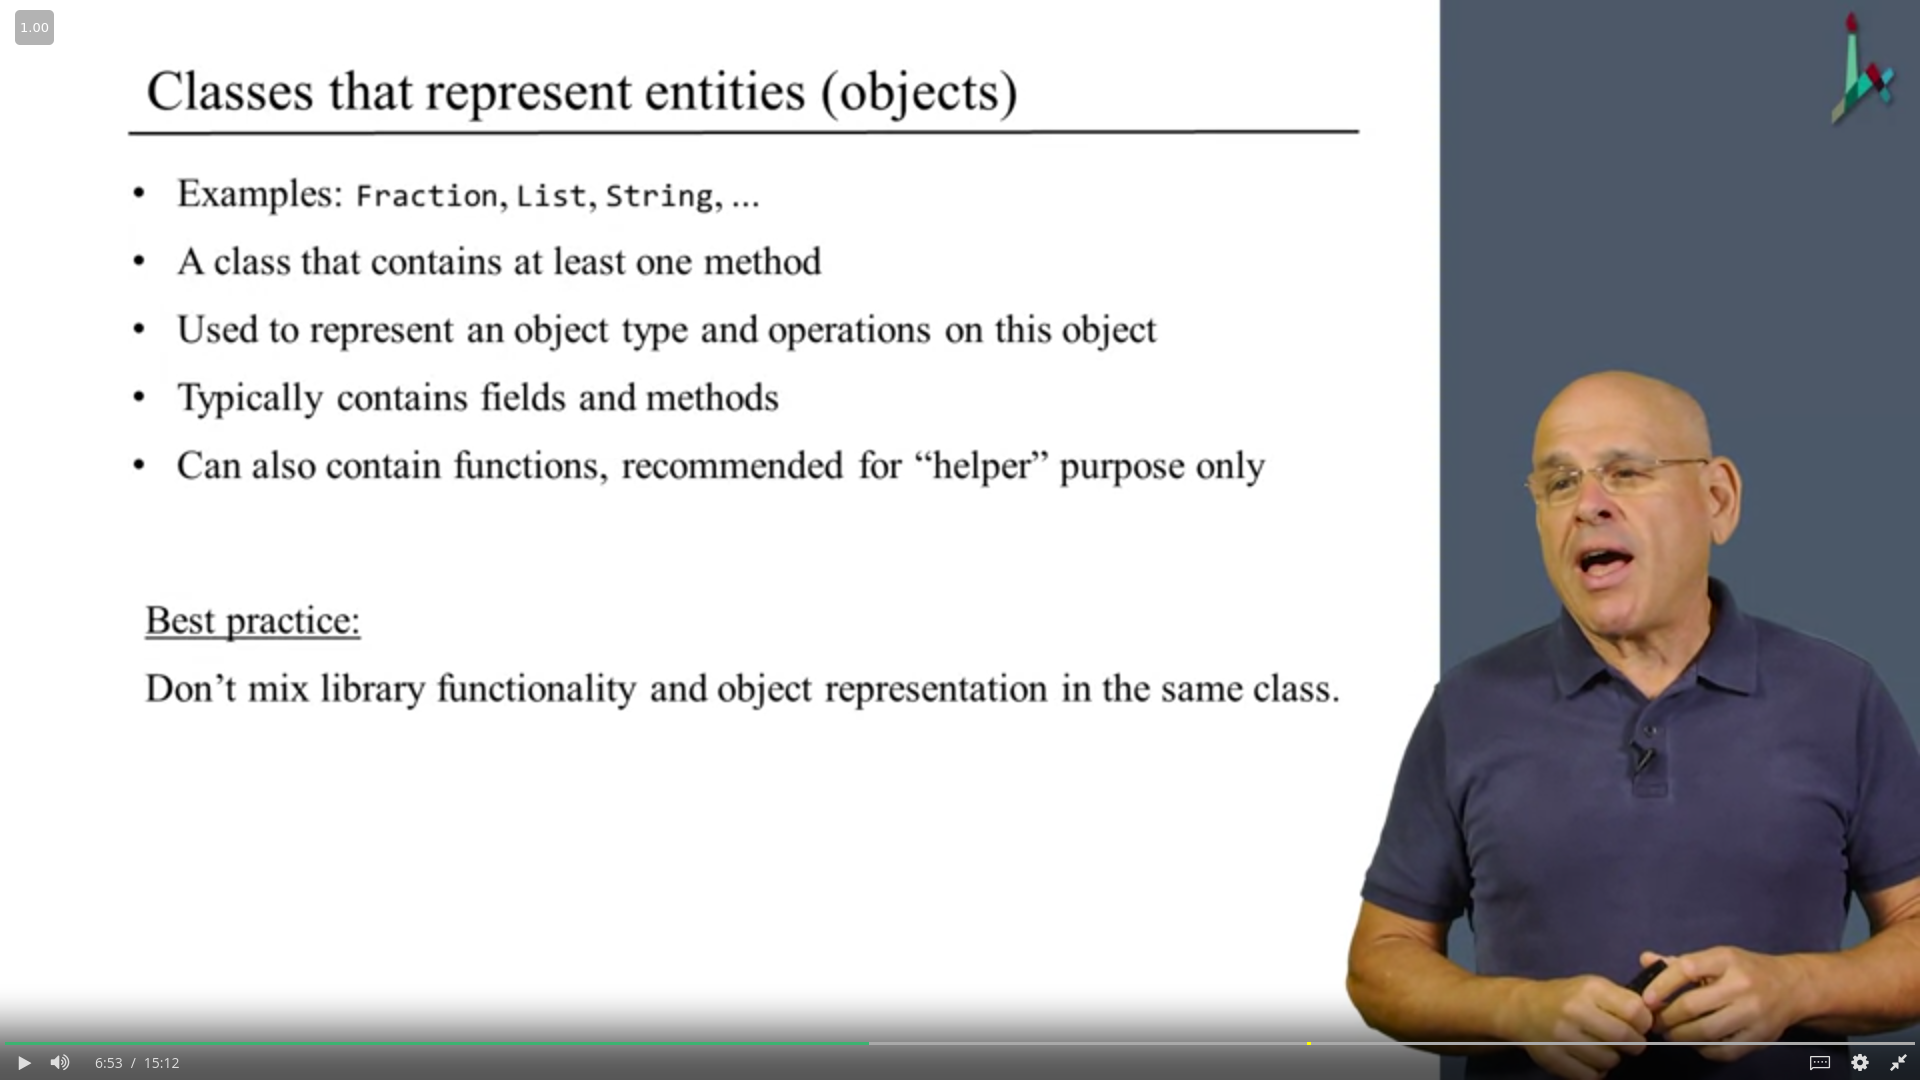 1.00
Classes that represent entities (objects)
• Examples: Fraction, List, String, ...
• A class that contains at least one method
• Used to represent an object type and operations on this object
• Typically contains fields and methods
• Can also contain functions, recommended for “helper” purpose only
Best practice:
Don’t mix library functionality and object representation in the same class.
6:53 / 15:12